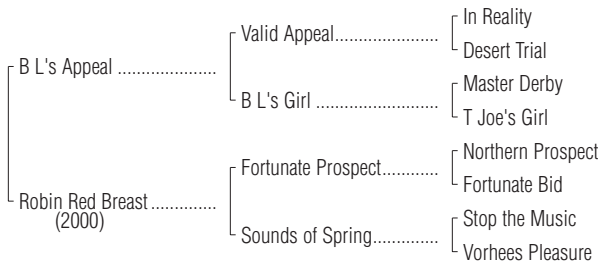 In Reality
Valid Appeal.....................
Desert Trial
B L's Appeal ....................
Master Derby
B L's Girl .........................
T Joe's Girl
Northern Prospect
Fortunate Prospect...........
Fortunate Bid
Robin Red Breast.............
(2000)
Stop the Music
Sounds of Spring.............
Vorhees Pleasure